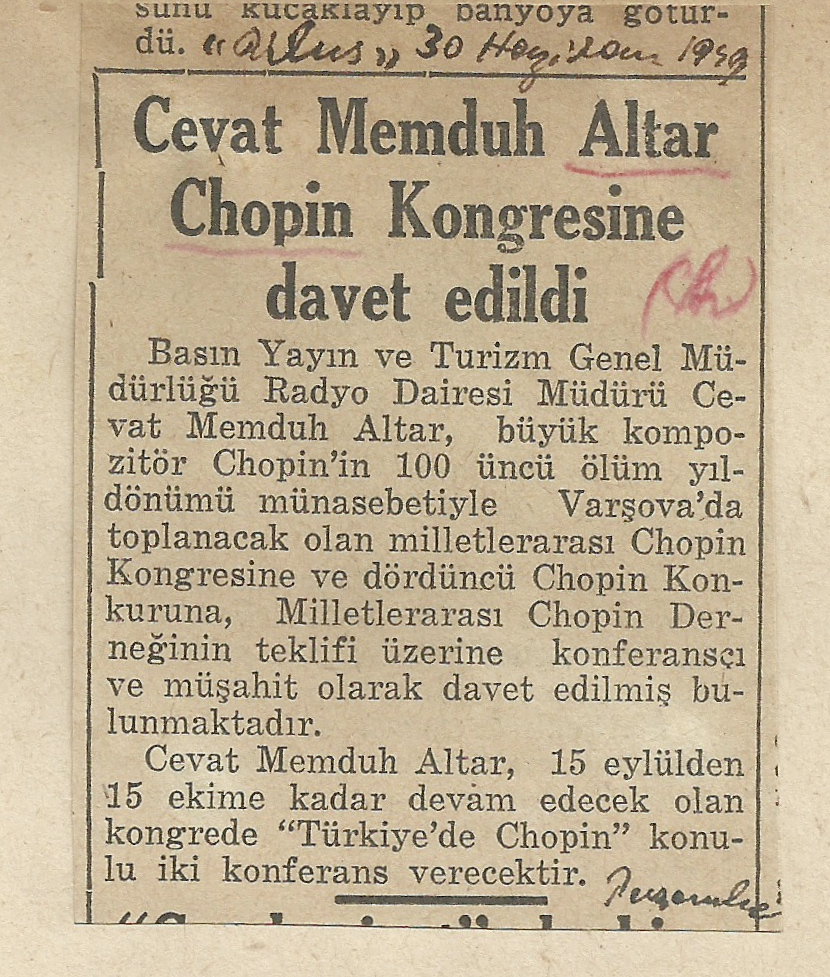 sunu kucaklayıp banyoya götür-
dü. "Ulus" 30 Haziran 1949
Cevat Memduh Altar
Chopin Kongresine
davet edildi
Basın Yayın ve Turizm Genel Mü-
dürlüğü Radyo Dairesi Müdürü Ce-
vat Memduh Altar, büyük kompo-
zitör Chopin'in 100 üncü ölüm yıl-
dönümü münasebetiyle Varşova'da
toplanacak olan milletlerarası Chopin
Kongresine ve dördüncü Chopin Kon-
kuruna, Milletlerarası Chopin Der-
neğinin teklifi üzerine konferansçı
ve müşahit olarak davet edilmiş bu-
lunmaktadır.
Cevat Memduh Altar, 15 eylülden
15 ekime kadar devam edecek olan
kongrede "Türkiye'de Chopin" konu-
lu iki konferans verecektir.
Perşembe